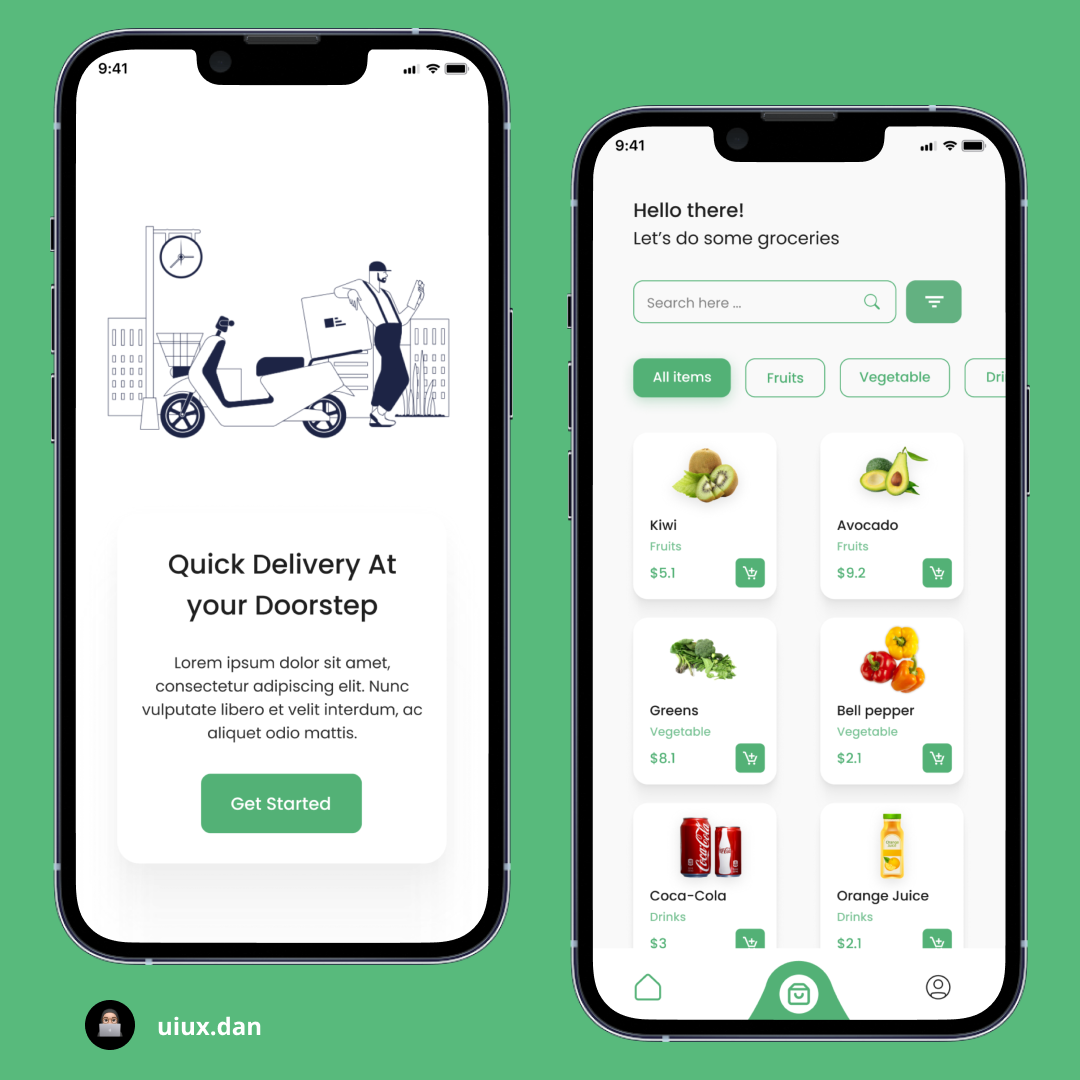 9:41
Quick Delivery At
your Doorstep
Lorem ipsum dolor sit amet,
consectetur adipiscing elit. Nunc
vulputate libero et velit interdum, ac
aliquet odio mattis.
Get Started
uiux.dan
9:41
Hello there!
Let's do some groceries
Search here ...
All items
Fruits
Vegetable
Dri
Kiwi
Fruits
$5.1
Avocado
Fruits
$9.2
Greens
Vegetable
$8.1
Bell pepper
Vegetable
$2.1
Coca-Cola
Coca-Cola
Drinks
$3
Orange Juice
Drinks
$2.1